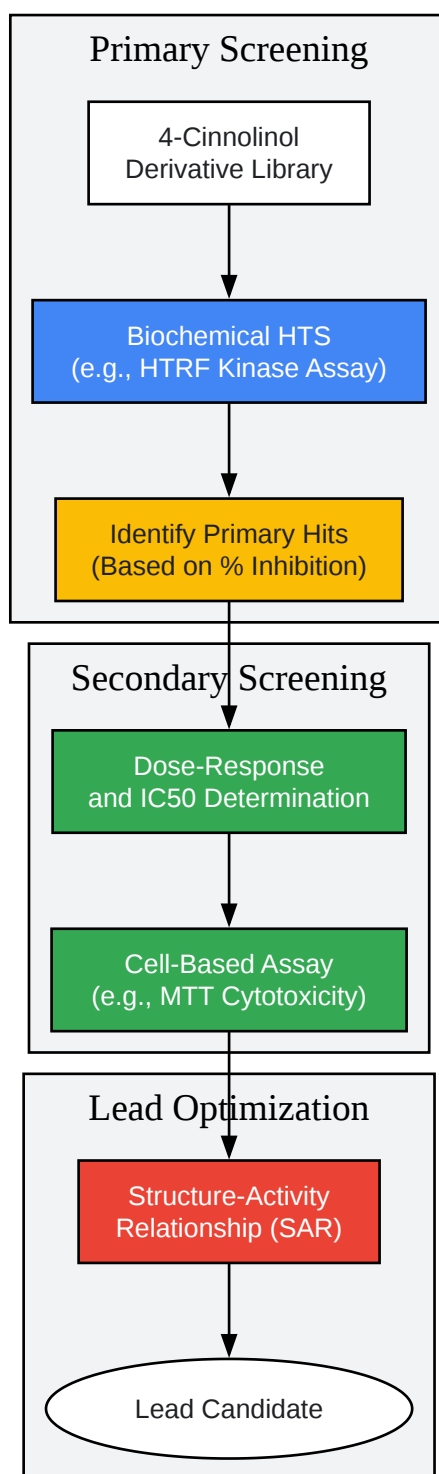 Primary Screening
4-Cinnolinol
Derivative Library
Biochemical HTS
(e.g., HTRF Kinase Assay)
Identify Primary Hits
(Based on % Inhibition)
Secondary Screening
Dose-Response
and IC50 Determination
Cell-Based Assay
(e.g., MTT Cytotoxicity)
Lead Optimization
Structure-Activity
Relationship (SAR)
Lead Candidate